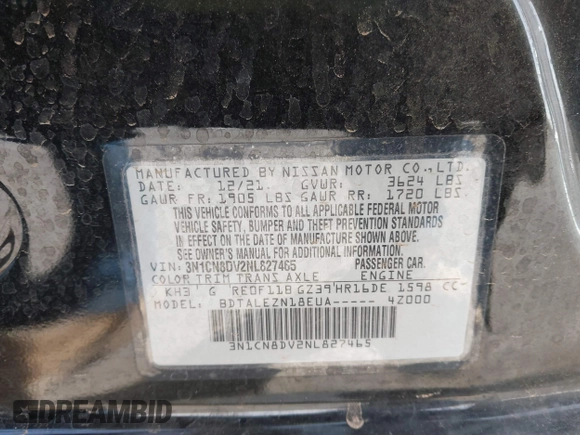 MANUFACTURED BY NISSAN MOTOR CO., LTD.
DATE: 12/21. GVWR: 3624 LBS
GAWR FR: 1905 LBS GAWR RR: 1720 LBS
THIS VEHICLE CONFORMS TO ALL APPLICABLE FEDERAL MOTOR
VEHICLE SAFETY, BUMPER AND THEFT PREVENTION STANDARDS
IN EFFECT ON THE DATE OF MANUFACTURE SHOWN ABOVE.
SEE OWNER'S MANUAL FOR ADDITIONAL INFORMATION.
VIN: 3N1CN8DV2NL827465 PASSENGER CAR.
COLOR TRIM TRANS AXLE ENGINE
KH3 G RE0F11B GZ39 HR16DE 1598 CC
MODEL: BDTALEZN18EUA----- 4Z000
3N1CN8DV2NL827465
DREAMBID